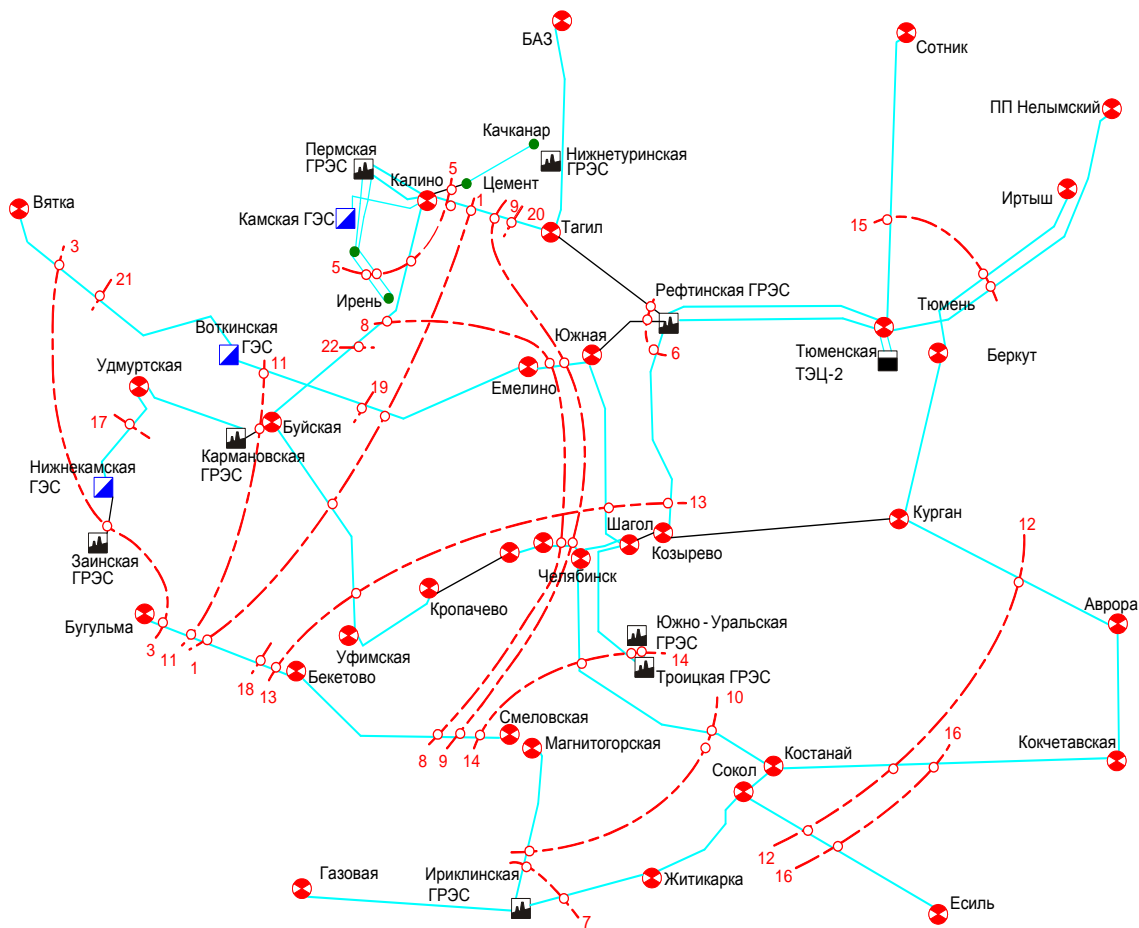 БАЗ
Сотник
ПП Нелымский
Качканар
Пермская
ГРЭС
5
Нижнетуринская
ГРЭС
Калино
Цемент
Иртыш
Вятка
Камская ГЭС
1
9
20
Тагил
15
3
21
5
Ирень
Рефтинская ГРЭС
Тюмень
Воткинская
ГЭС
8
22
Южная
6
Тюменская
ТЭЦ-2
Беркут
Удмуртская
11
Емелино
19
17
Буйская
Кармановская
ГРЭС
Нижнекамская
ГЭС
13
Шагол
Козырево
Курган
12
Заинская
ГРЭС
Челябинск
Кропачево
Аврора
Бугульма
Южно - Уральская
ГРЭС
3
11
1
Уфимская
14
Троицкая ГРЭС
18
13
Бекетово
10
Смеловская
Магнитогорская
16
Кокчетавская
8
9
14
Костанай
Сокол
12
16
Газовая
Ириклинская
ГРЭС
Житикарка
7
Есиль